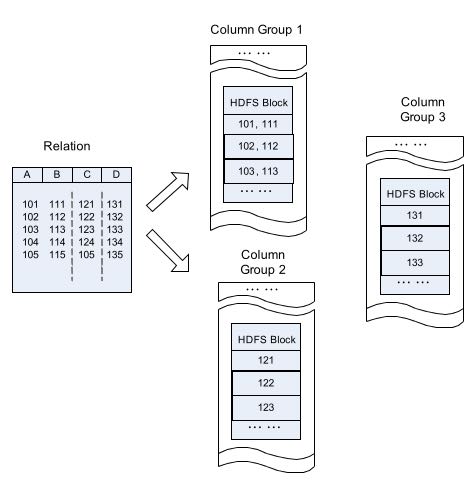 Column Group 1
... ...
HDFS Block
101, 111
102, 112
103, 113
... ...
Relation
A B C D
101 111 121 131
102 112 122 132
103 113 123 133
104 114 124 134
105 115 105 135
Column
Group 2
... ...
HDFS Block
121
122
123
... ...
Column
Group 3
... ...
HDFS Block
131
132
133
... ...